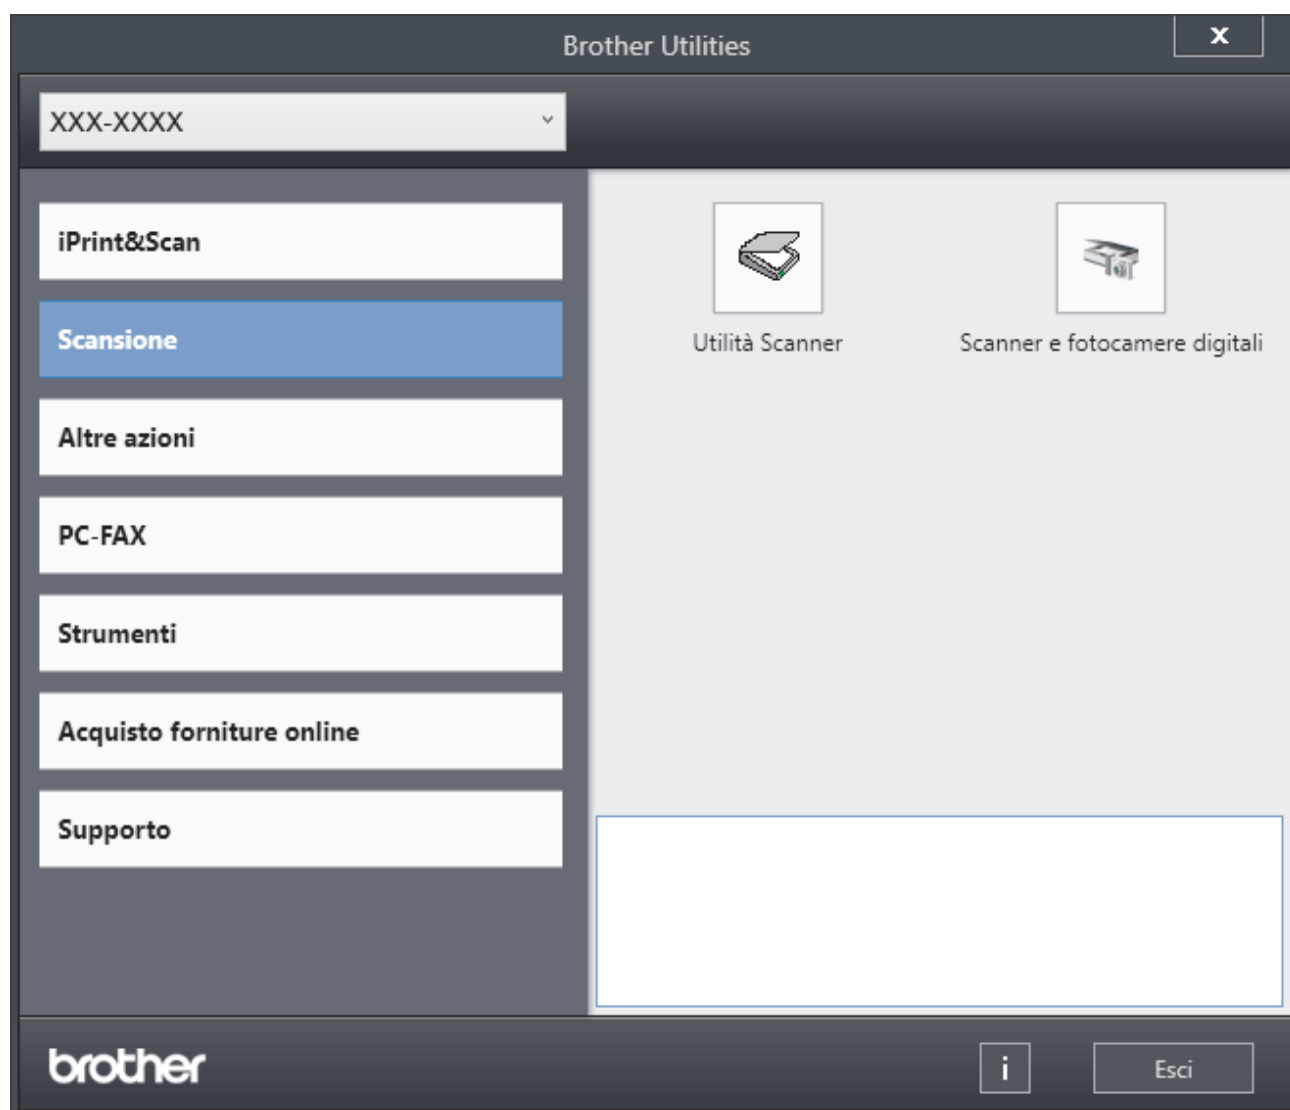 Brother Utilities
x
XXX-XXXX
iPrint&Scan
Scansione
Altre azioni
PC-FAX
Strumenti
Acquisto forniture online
Supporto
Utilità Scanner
Scanner e fotocamere digitali
brother
i
Esci